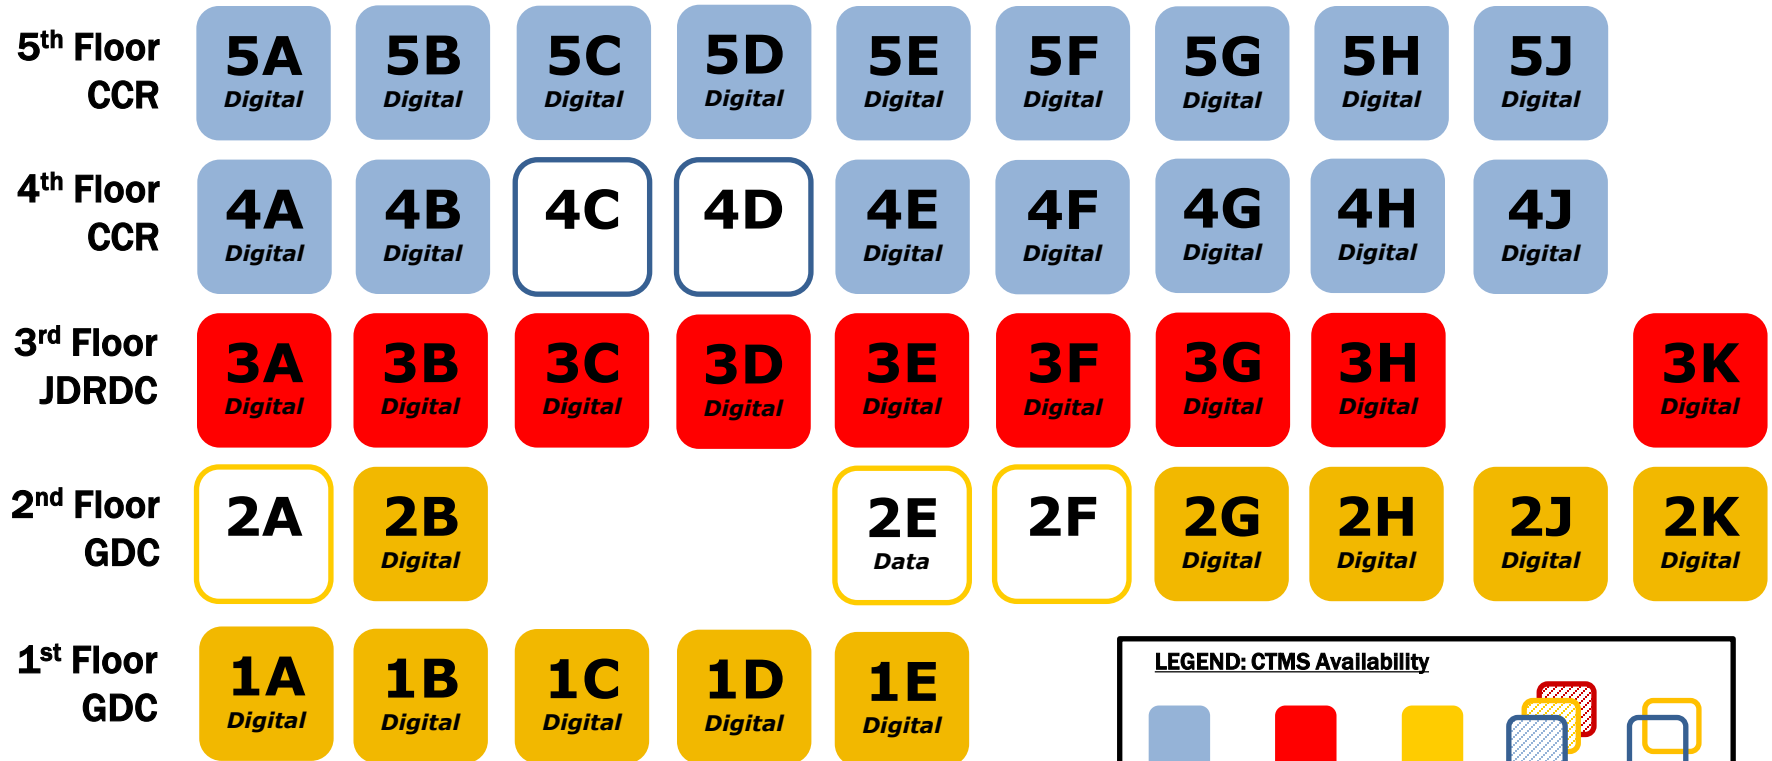 5th Floor
CCR
5A 5B 5C 5D 5E 5F 5G 5H 5J
Digital Digital Digital Digital Digital Digital Digital Digital Digital
4th Floor
CCR
4A 4B 4C 4D 4E 4F 4G 4H 4J
Digital Digital Digital Digital Digital Digital Digital
3rd Floor
JDRDC
3A 3B 3C 3D 3E 3F 3G 3H 3K
Digital Digital Digital Digital Digital Digital Digital Digital Digital
2nd Floor
GDC
2A 2B 2E 2F 2G 2H 2J 2K
Digital Data Digital Digital Digital Digital
1st Floor
GDC
1A 1B 1C 1D 1E
Digital Digital Digital Digital Digital
LEGEND: CTMS Availability